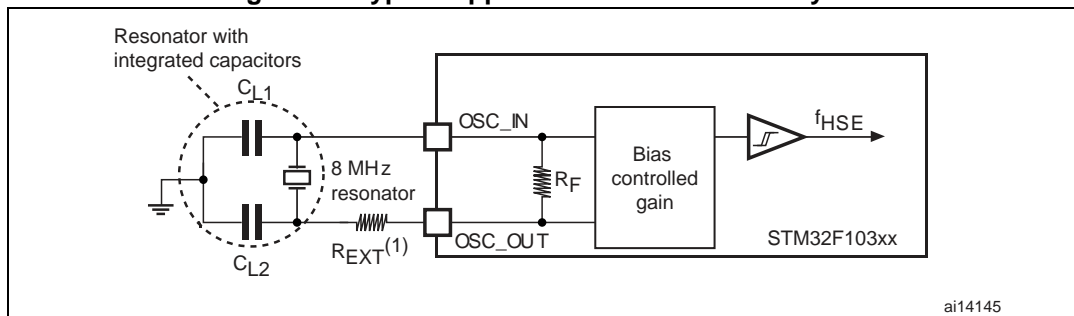 Resonator with
integrated capacitors
CL1
OSC_IN
fHSE
8 MHz
resonator
RF
Bias
controlled
gain
REXT(1)
OSC_OUT
STM32F103xx
CL2
ai14145